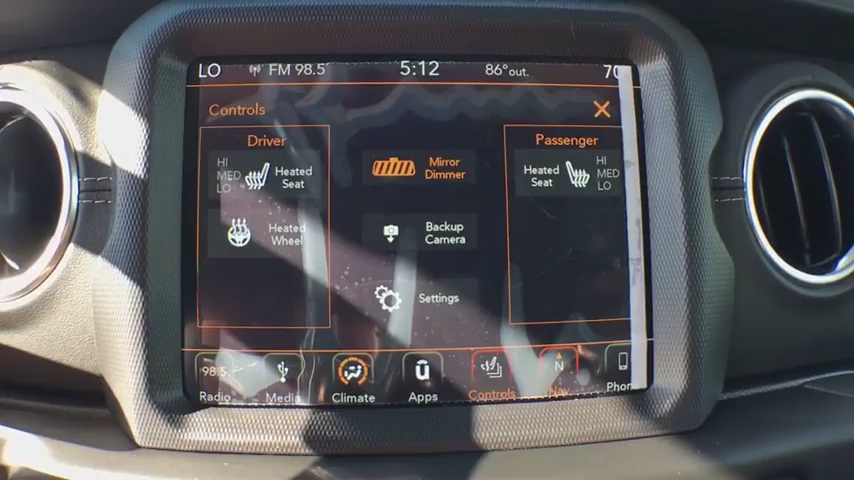 LO FM 98.5 5:12 86°out. 70
Controls
Driver
Passenger
HI
MED
LO
Heated
Seat
Mirror
Dimmer
Heated
Seat
HI
MED
LO
Heated
Wheel
Backup
Camera
Settings
98.5
N
Radio Media Climate Apps Controls NAV Phon